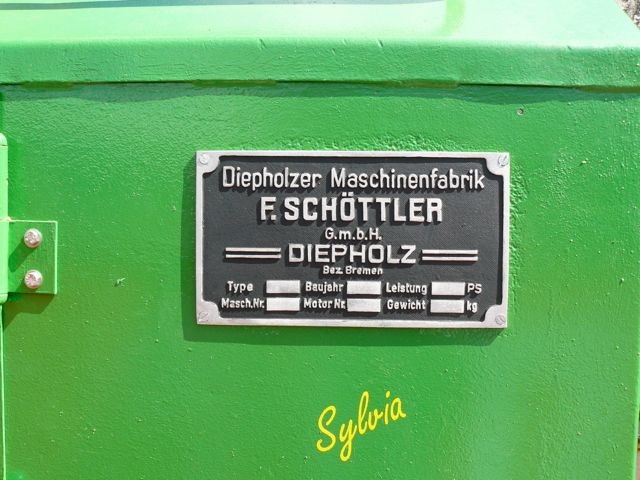 Diepholzer Maschinenfabrik
F. SCHÖTTLER
G.m.b.H.
DIEPHOLZ
Bez. Bremen
Type Baujahr Leistung PS
Masch.Nr. Motor Nr. Gewicht kg
Sylvia